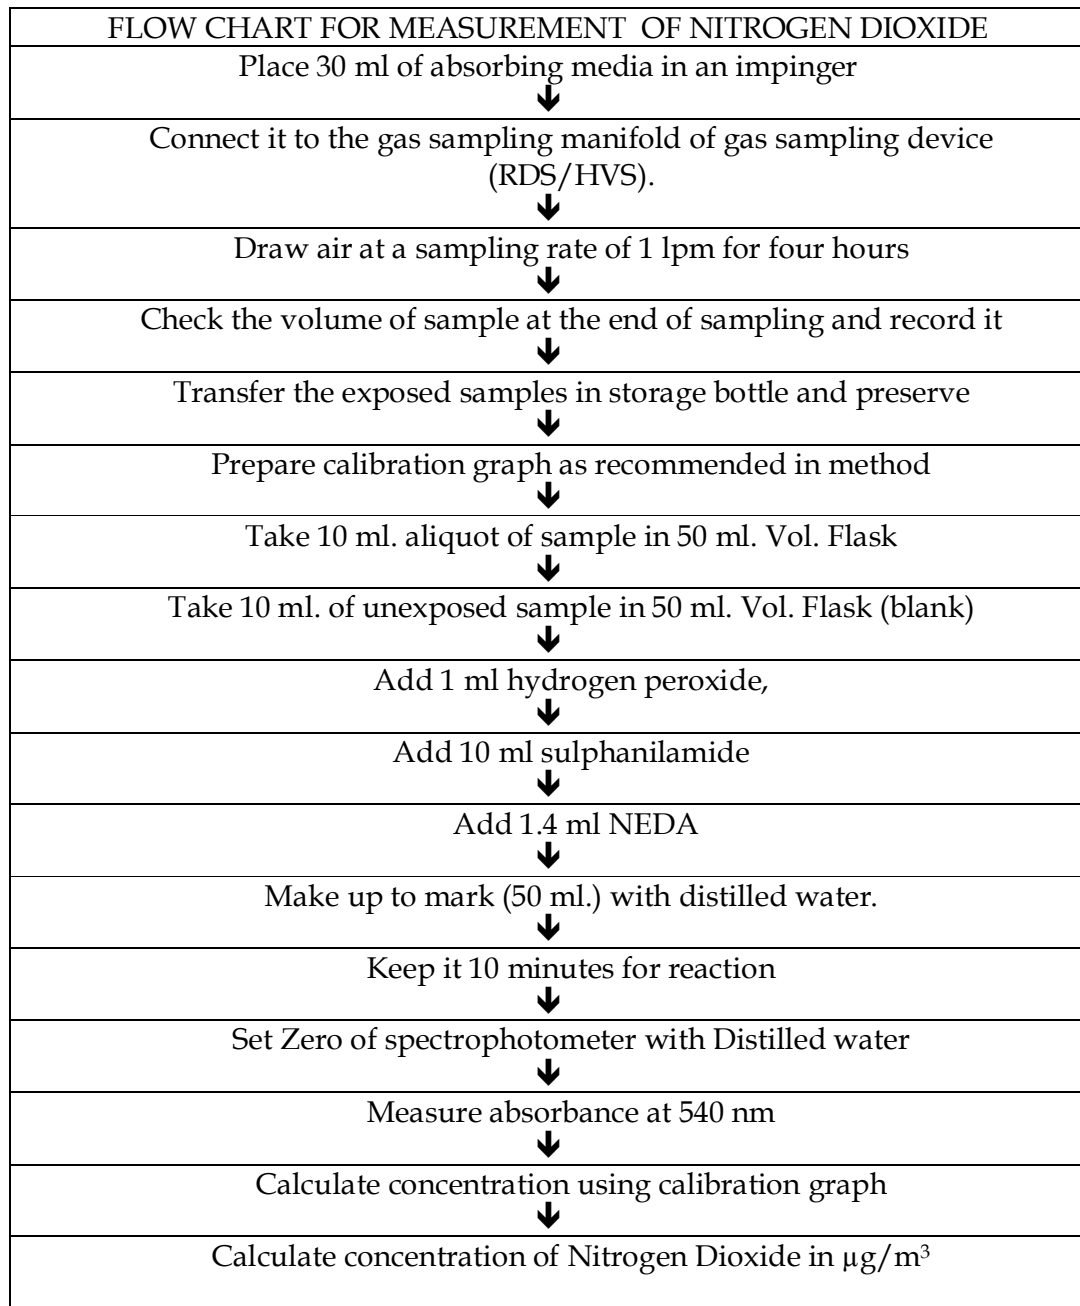 FLOW CHART FOR MEASUREMENT OF NITROGEN DIOXIDE
Place 30 ml of absorbing media in an impinger
Connect it to the gas sampling manifold of gas sampling device
(RDS/HVS).
Draw air at a sampling rate of 1 lpm for four hours
Check the volume of sample at the end of sampling and record it
Transfer the exposed samples in storage bottle and preserve
Prepare calibration graph as recommended in method
Take 10 ml. aliquot of sample in 50 ml. Vol. Flask
Take 10 ml. of unexposed sample in 50 ml. Vol. Flask (blank)
Add 1 ml hydrogen peroxide,
Add 10 ml sulphanilamide
Add 1.4 ml NEDA
Make up to mark (50 ml.) with distilled water.
Keep it 10 minutes for reaction
Set Zero of spectrophotometer with Distilled water
Measure absorbance at 540 nm
Calculate concentration using calibration graph
Calculate concentration of Nitrogen Dioxide in µg/m³